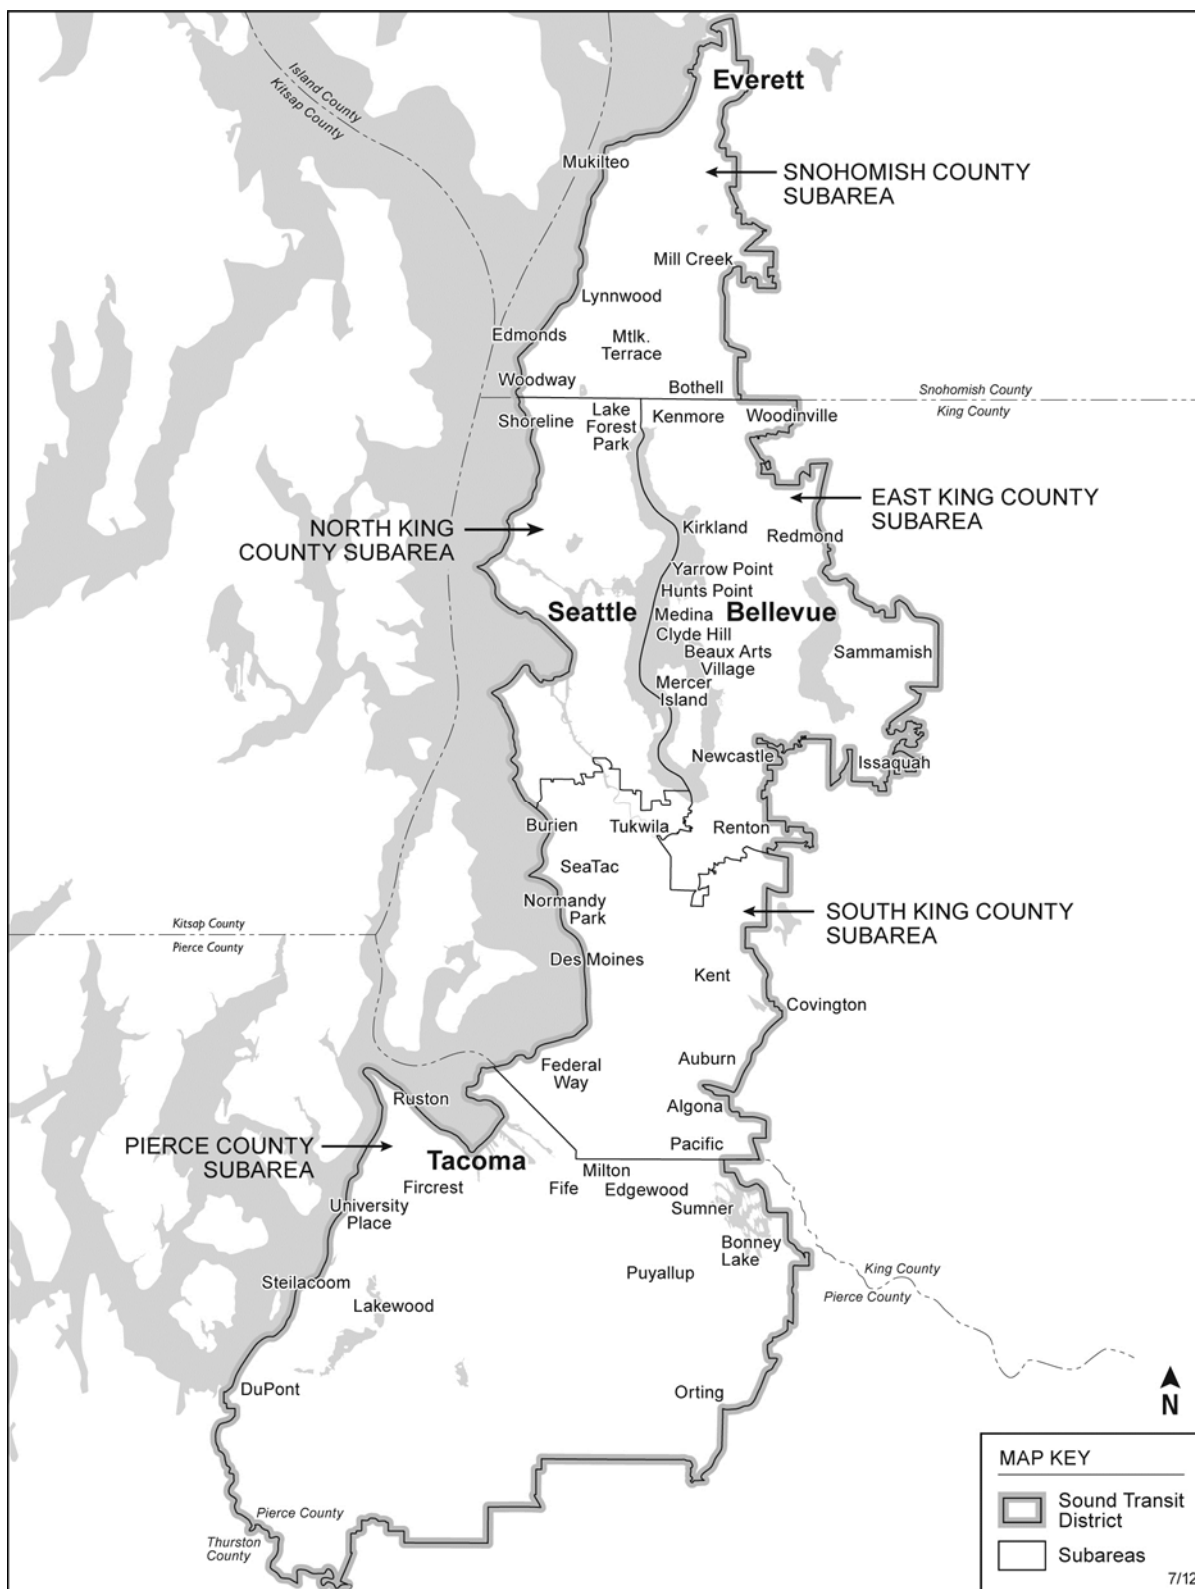 Everett
Island County
Kitsap County
Mukilteo
SNOHOMISH COUNTY
SUBAREA
Mill Creek
Lynnwood
Edmonds
Mtlk.
Terrace
Woodway
Bothell
Snohomish County
King County
Shoreline
Lake
Forest
Park
Kenmore
Woodinville
EAST KING COUNTY
SUBAREA
NORTH KING
COUNTY SUBAREA
Kirkland
Redmond
Yarrow Point
Hunts Point
Seattle
Medina
Bellevue
Clyde Hill
Beaux Arts
Village
Sammamish
Mercer
Island
Newcastle
Issaquah
Burien
Tukwila
Renton
SeaTac
Normandy
Park
SOUTH KING COUNTY
SUBAREA
Kitsap County
Pierce County
Des Moines
Kent
Covington
Federal
Way
Auburn
Ruston
Algona
PIERCE COUNTY
SUBAREA
Pacific
Tacoma
Milton
Fircrest
Fife
Edgewood
University
Place
Sumner
Bonney
Lake
King County
Pierce County
Puyallup
Steilacoom
Lakewood
DuPont
Orting
N
Pierce County
Thurston
County
MAP KEY
Sound Transit
District
Subareas
7/12